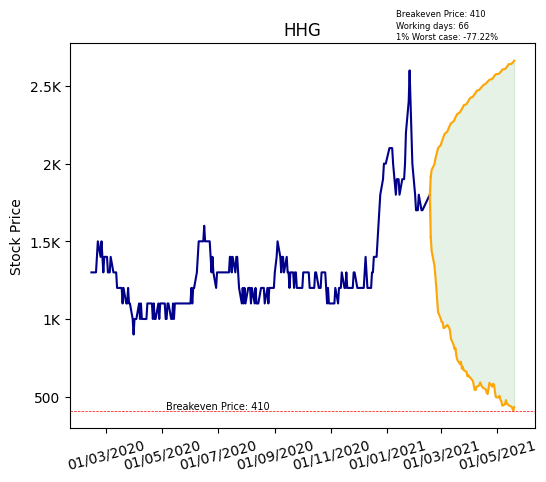 Breakeven Price: 410
Working days: 66
1% Worst case: -77.22%
HHG
Stock Price
2.5K
2K
1.5K
1K
500
Breakeven Price: 410
01/03/2020
01/05/2020
01/07/2020
01/09/2020
01/11/2020
01/01/2021
01/03/2021
01/05/2021